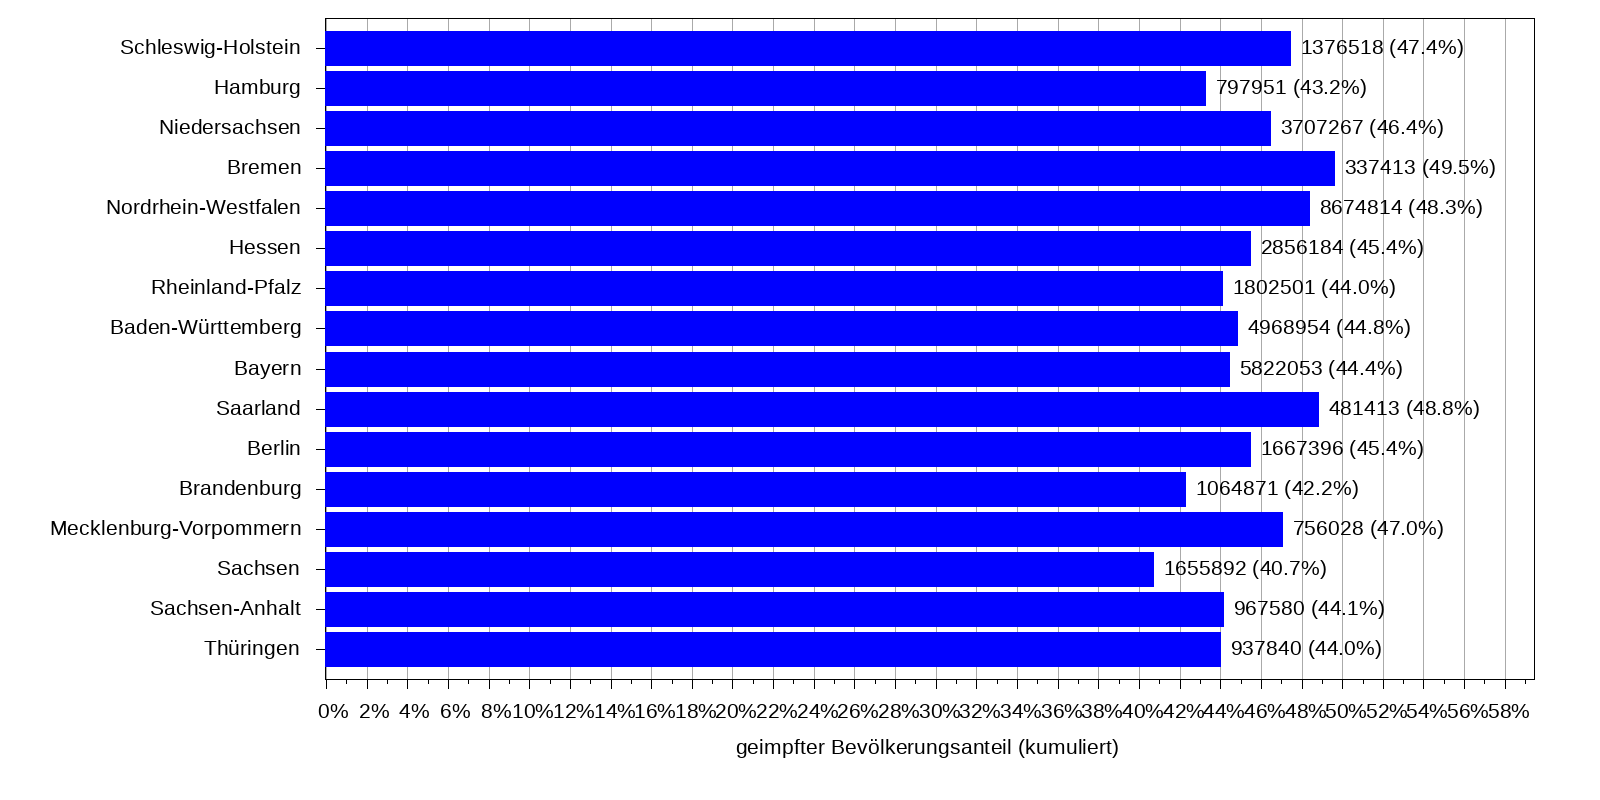 Schleswig-Holstein 1376518 (47.4%)
Hamburg 797951 (43.2%)
Niedersachsen 3707267 (46.4%)
Bremen 337413 (49.5%)
Nordrhein-Westfalen 8674814 (48.3%)
Hessen 2856184 (45.4%)
Rheinland-Pfalz 1802501 (44.0%)
Baden-Württemberg 4968954 (44.8%)
Bayern 5822053 (44.4%)
Saarland 481413 (48.8%)
Berlin 1667396 (45.4%)
Brandenburg 1064871 (42.2%)
Mecklenburg-Vorpommern 756028 (47.0%)
Sachsen 1655892 (40.7%)
Sachsen-Anhalt 967580 (44.1%)
Thüringen 937840 (44.0%)
0% 2% 4% 6% 8% 10% 12% 14% 16% 18% 20% 22% 24% 26% 28% 30% 32% 34% 36% 38% 40% 42% 44% 46% 48% 50% 52% 54% 56% 58%
geimpfter Bevölkerungsanteil (kumuliert)